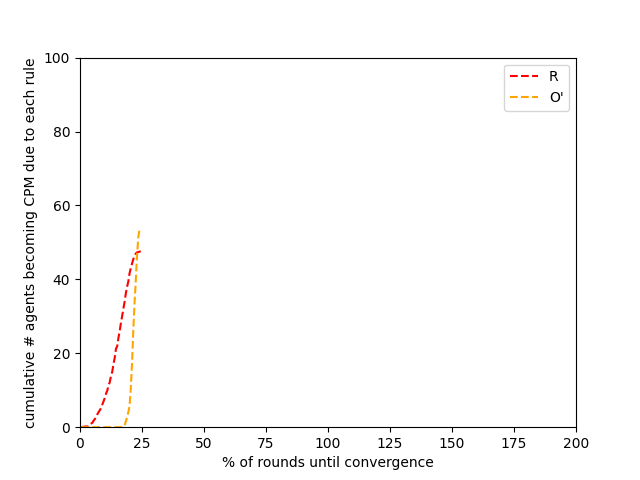 R
O'
100
80
60
40
20
0
cumulative # agents becoming CPM due to each rule
0 25 50 75 100 125 150 175 200
% of rounds until convergence